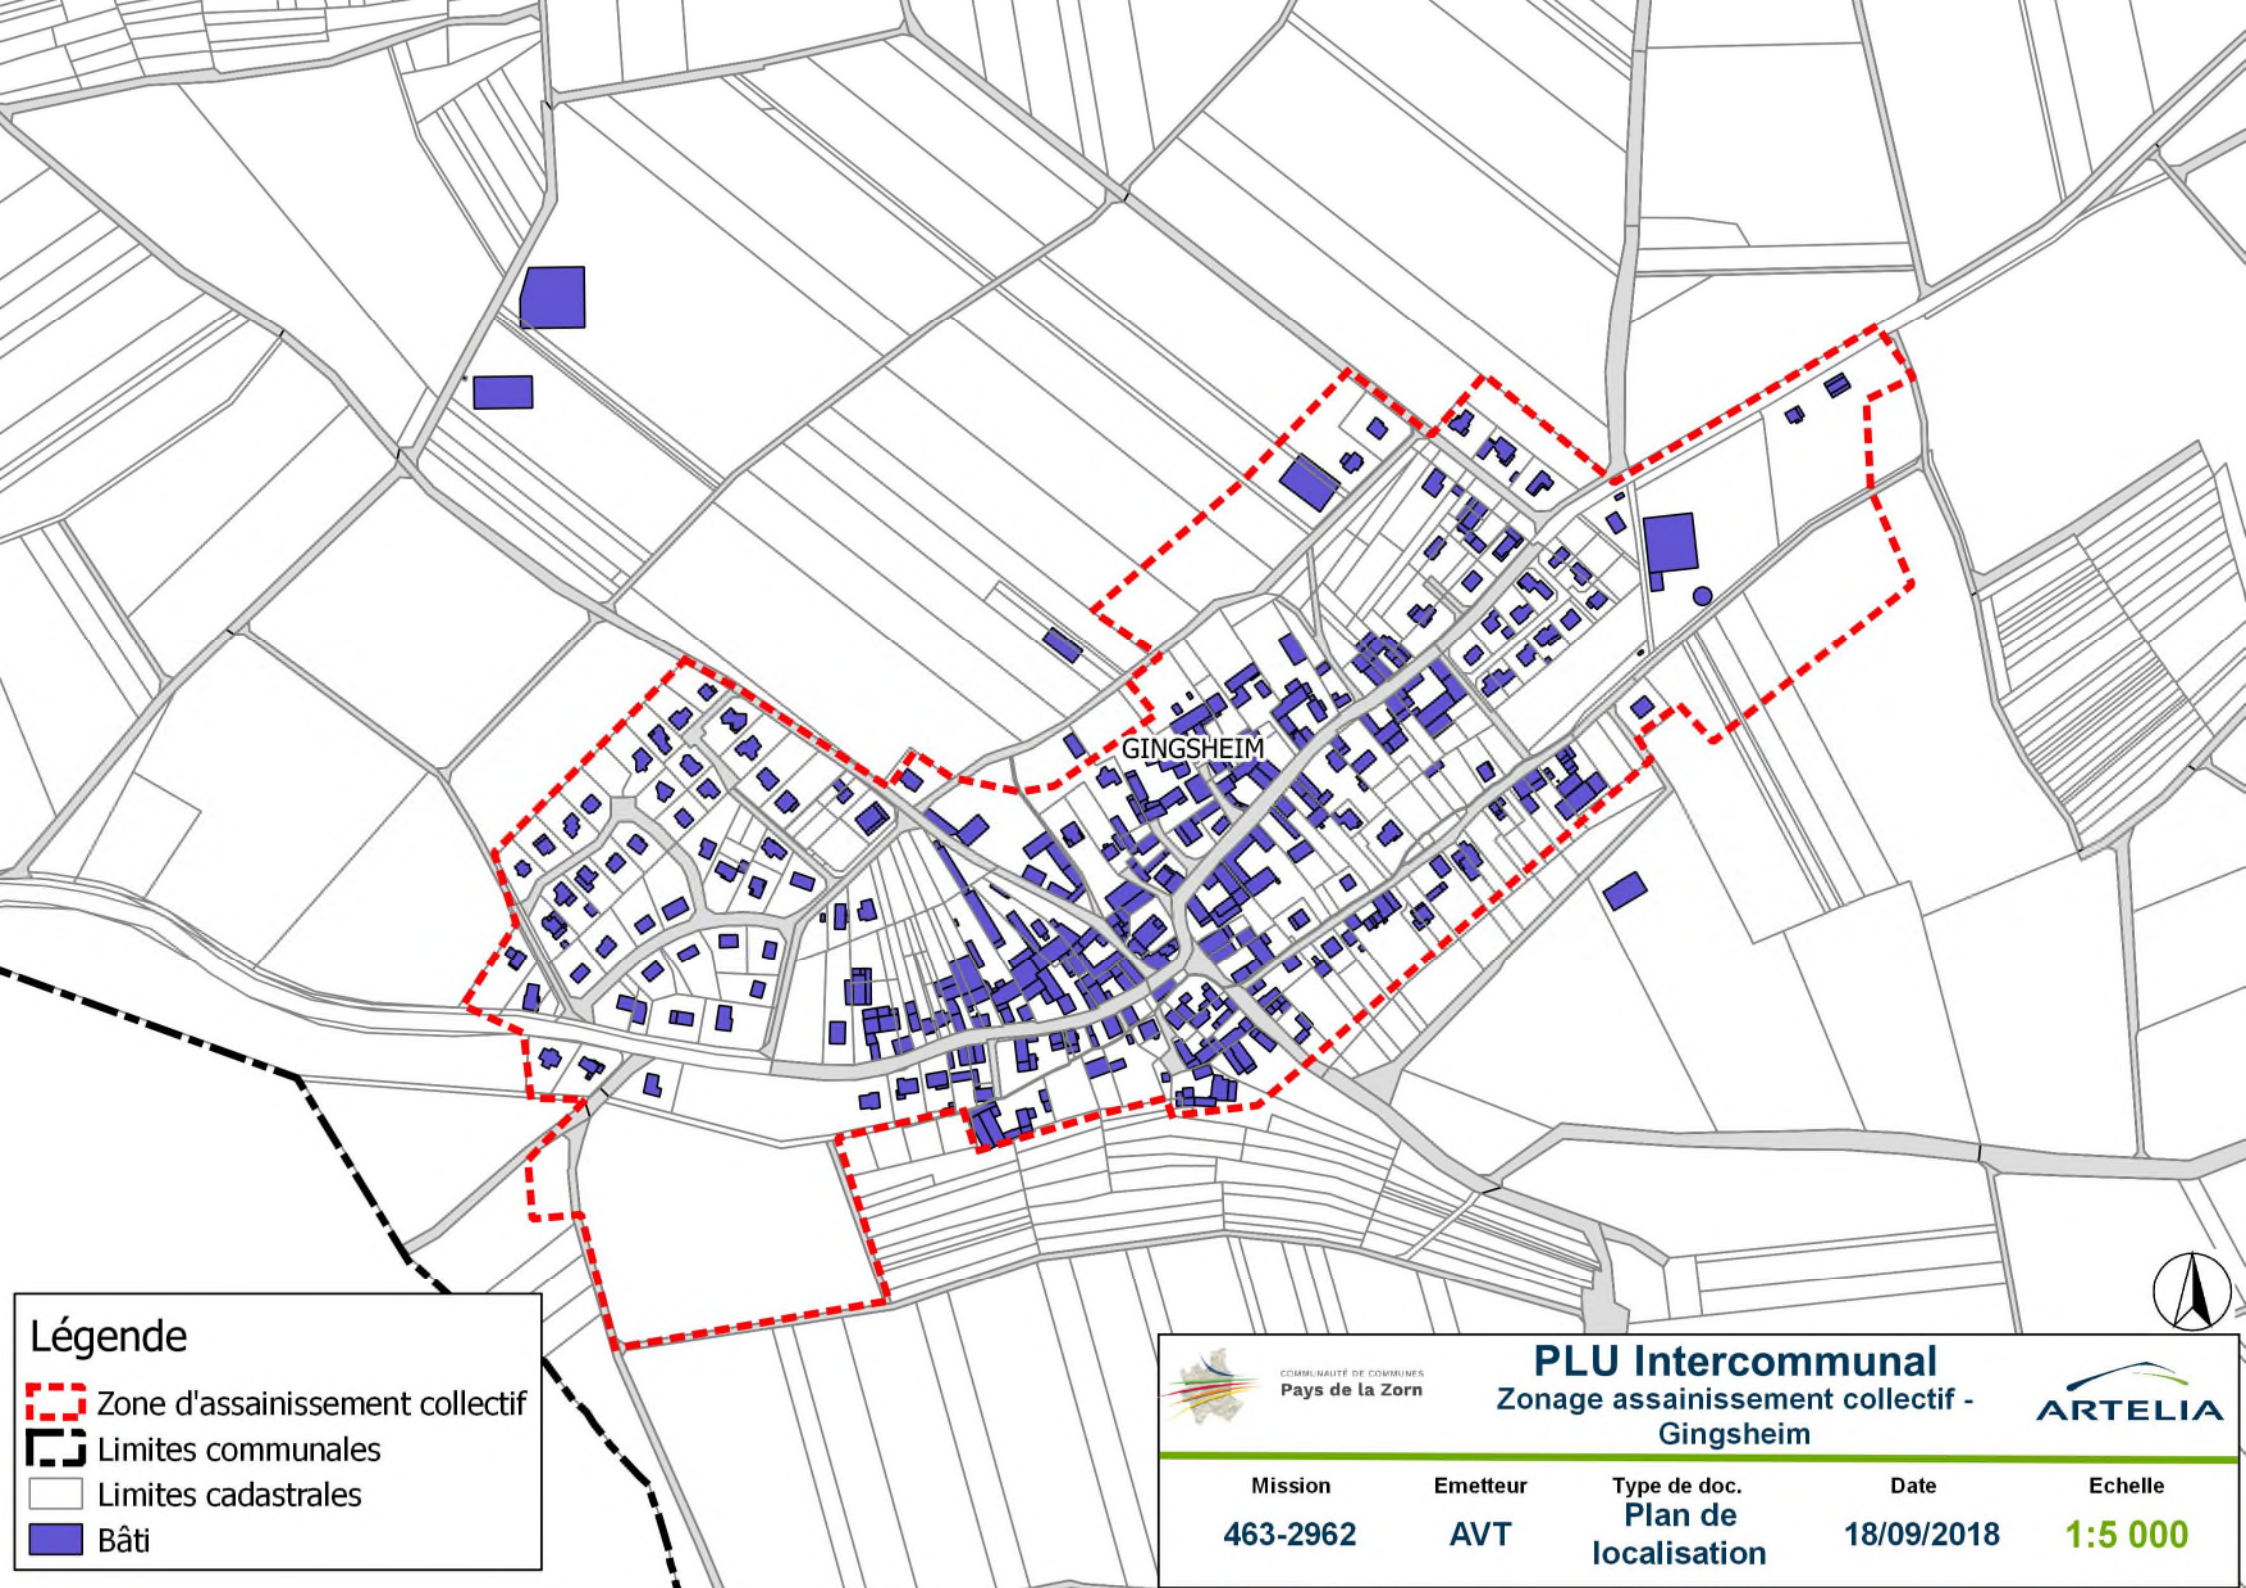 GINGSHEIM
Légende
Zone d'assainissement collectif
Limites communales
Limites cadastrales
Bâti
COMMUNAUTÉ DE COMMUNES
Pays de la Zorn
PLU Intercommunal
Zonage assainissement collectif -
Gingsheim
ARTELIA
Mission
463-2962
Emetteur
AVT
Type de doc.
Plan de
localisation
Date
18/09/2018
Echelle
1:5 000